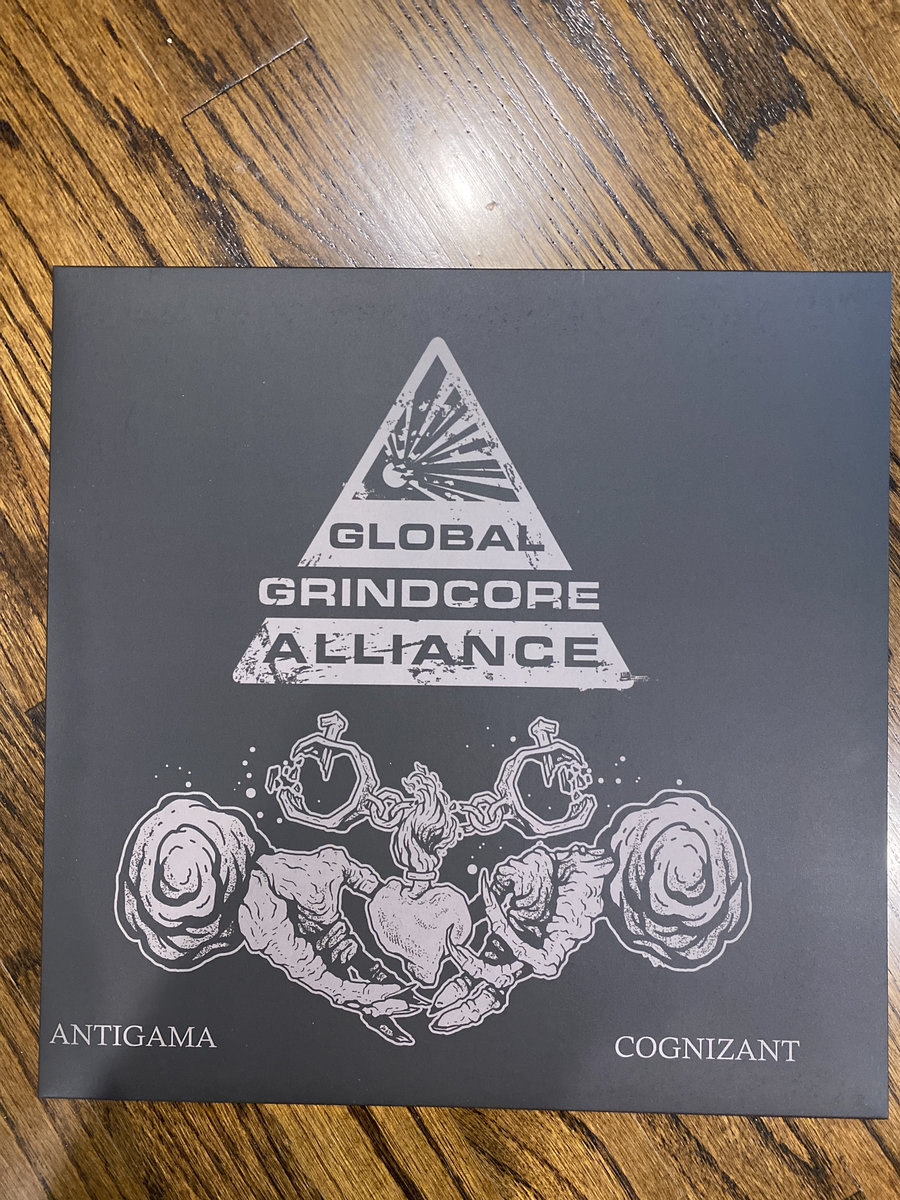 GLOBAL
GRINDCORE
ALLIANCE
ANTIGAMA
COGNIZANT